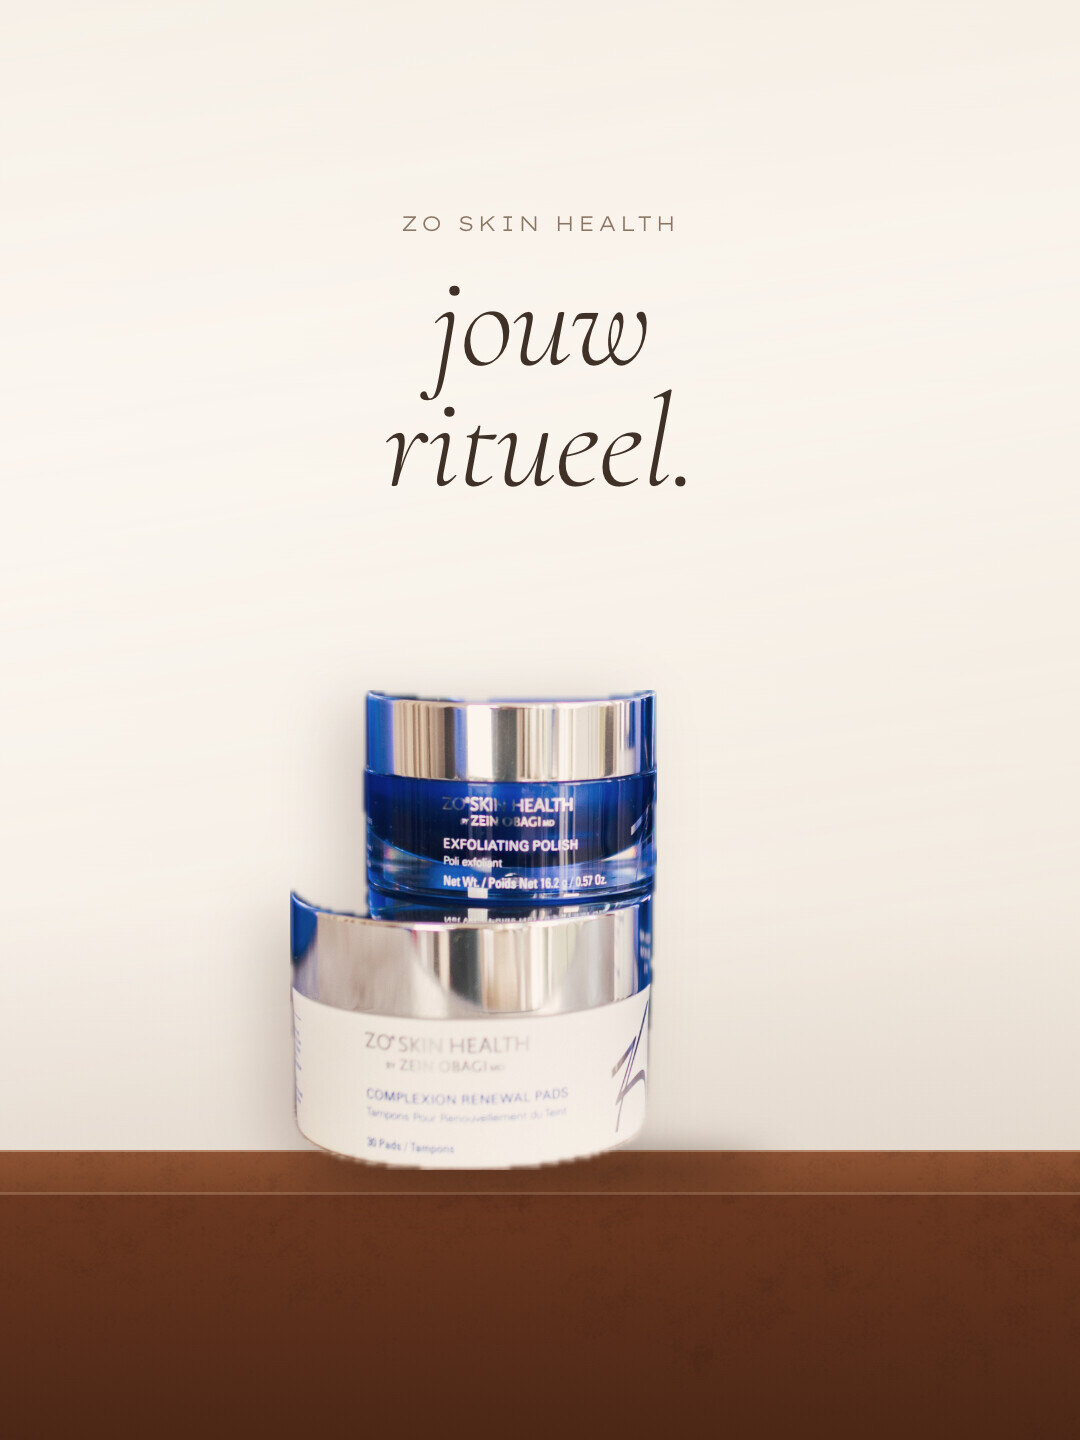 ZO SKIN HEALTH
jouw
ritueel.
ZO SKIN HEALTH
BY ZEIN OBAGI MD
EXFOLIATING POLISH
Poli exfoliant
Net Wt. / Poids Net 16.2 g / 0.57 Oz.
ZO SKIN HEALTH
BY ZEIN OBAGI MD
COMPLEXION RENEWAL PADS
Tampons Pour Renouvellement du Teint
30 Pads / Tampons